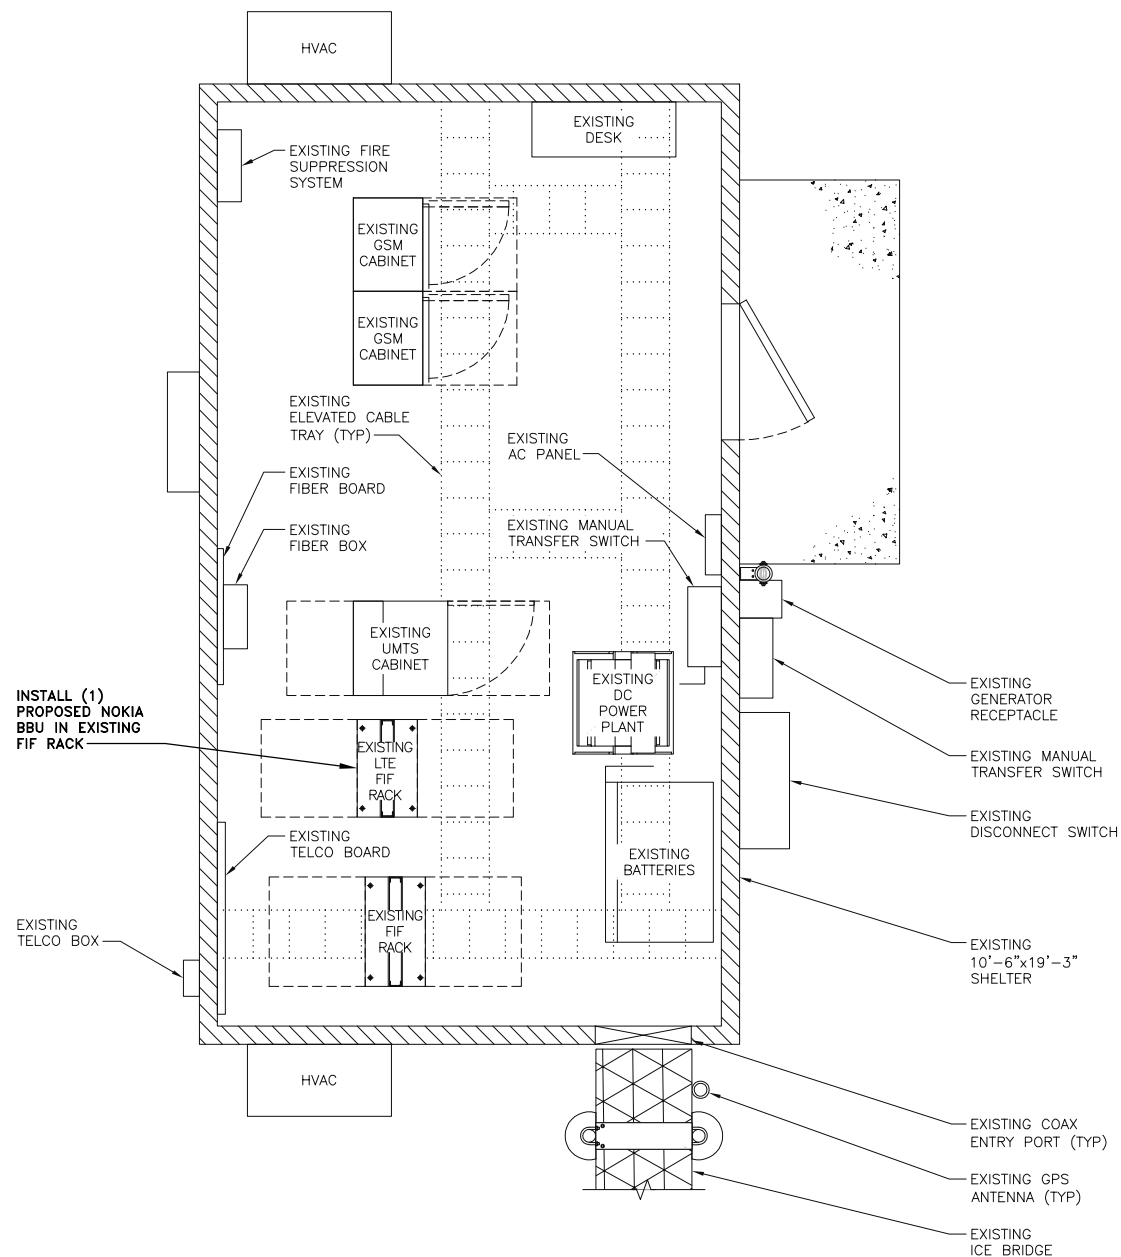 HVAC
EXISTING
DESK
EXISTING FIRE
SUPPRESSION
SYSTEM
EXISTING
GSM
CABINET
EXISTING
GSM
CABINET
EXISTING
ELEVATED CABLE
TRAY (TYP)
EXISTING
AC PANEL
EXISTING
FIBER BOARD
EXISTING
FIBER BOX
EXISTING MANUAL
TRANSFER SWITCH
EXISTING
UMTS
CABINET
EXISTING
DC
POWER
PLANT
EXISTING
GENERATOR
RECEPTACLE
INSTALL (1)
PROPOSED NOKIA
BBU IN EXISTING
FIF RACK
EXISTING
LTE
FIF
RACK
EXISTING MANUAL
TRANSFER SWITCH
EXISTING
DISCONNECT SWITCH
EXISTING
TELCO BOARD
EXISTING
BATTERIES
EXISTING
FIF
RACK
EXISTING
TELCO BOX
EXISTING
10'-6"x19'-3"
SHELTER
HVAC
EXISTING COAX
ENTRY PORT (TYP)
EXISTING GPS
ANTENNA (TYP)
EXISTING
ICE BRIDGE